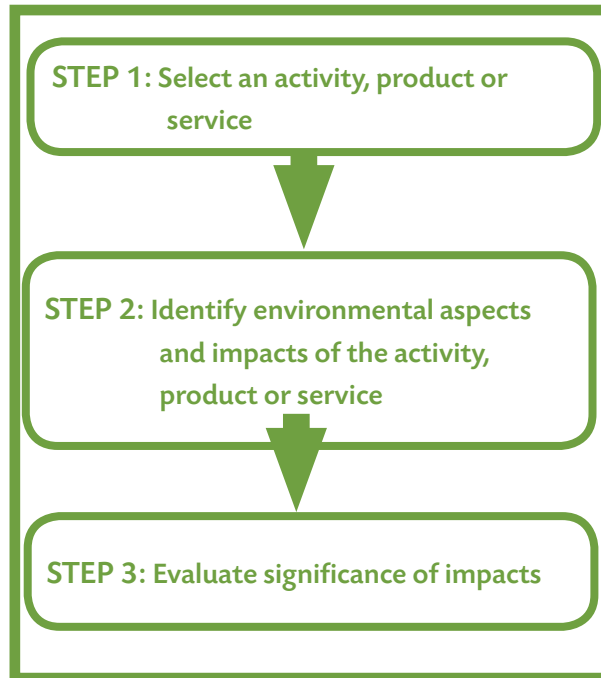 STEP 1: Select an activity, product or
service
STEP 2: Identify environmental aspects
and impacts of the activity,
product or service
STEP 3: Evaluate significance of impacts